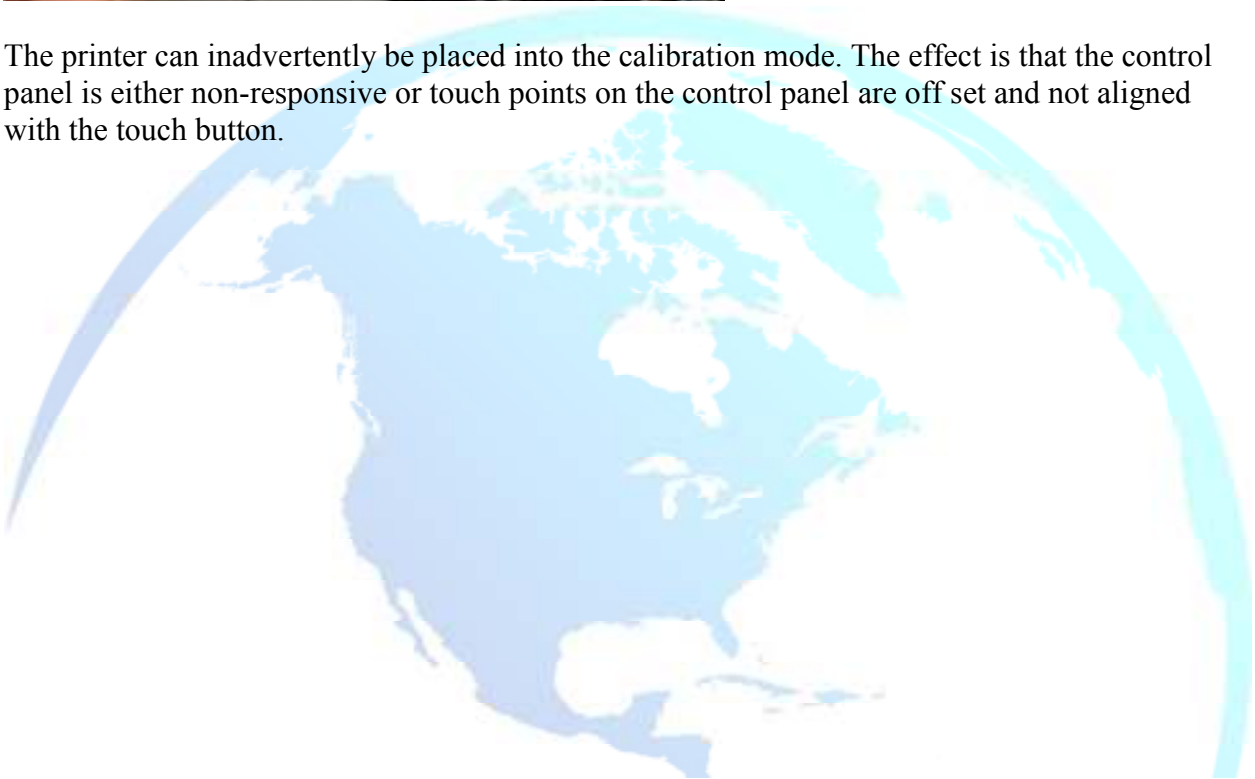 The printer can inadvertently be placed into the calibration mode. The effect is that the control
panel is either non-responsive or touch points on the control panel are off set and not aligned
with the touch button.